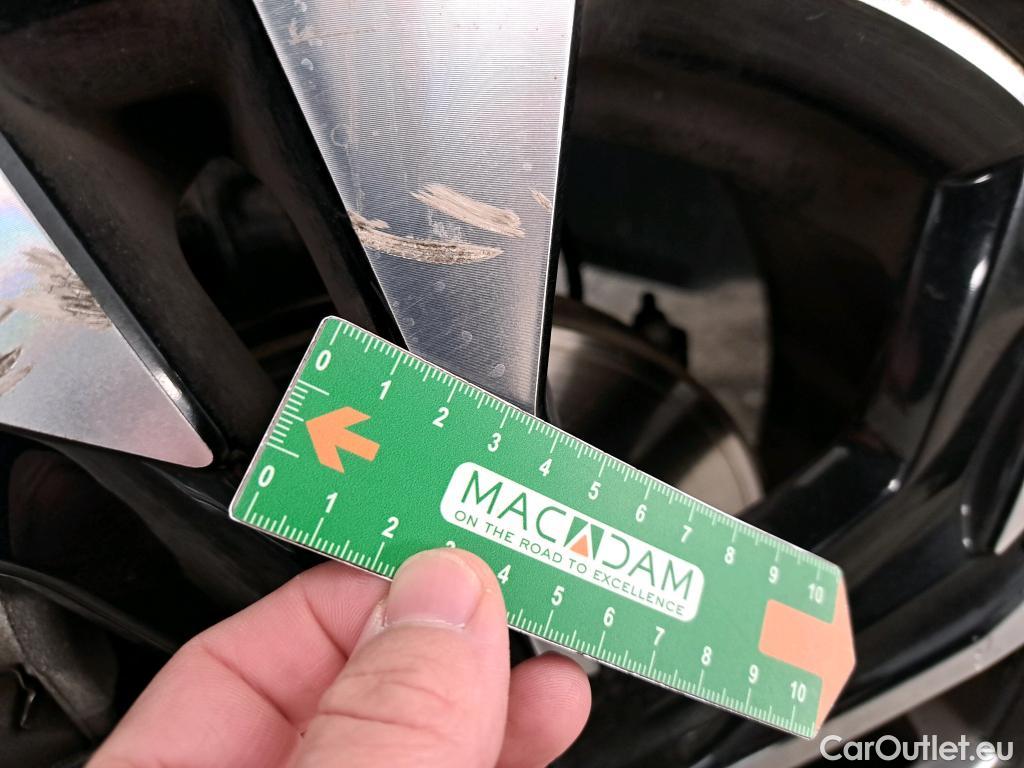 0 1 2 3 4 5 6 7 8 9 10
MACADAM
ON THE ROAD TO EXCELLENCE
0 1 2 3 4 5 6 7 8 9 10
CarOutlet.eu